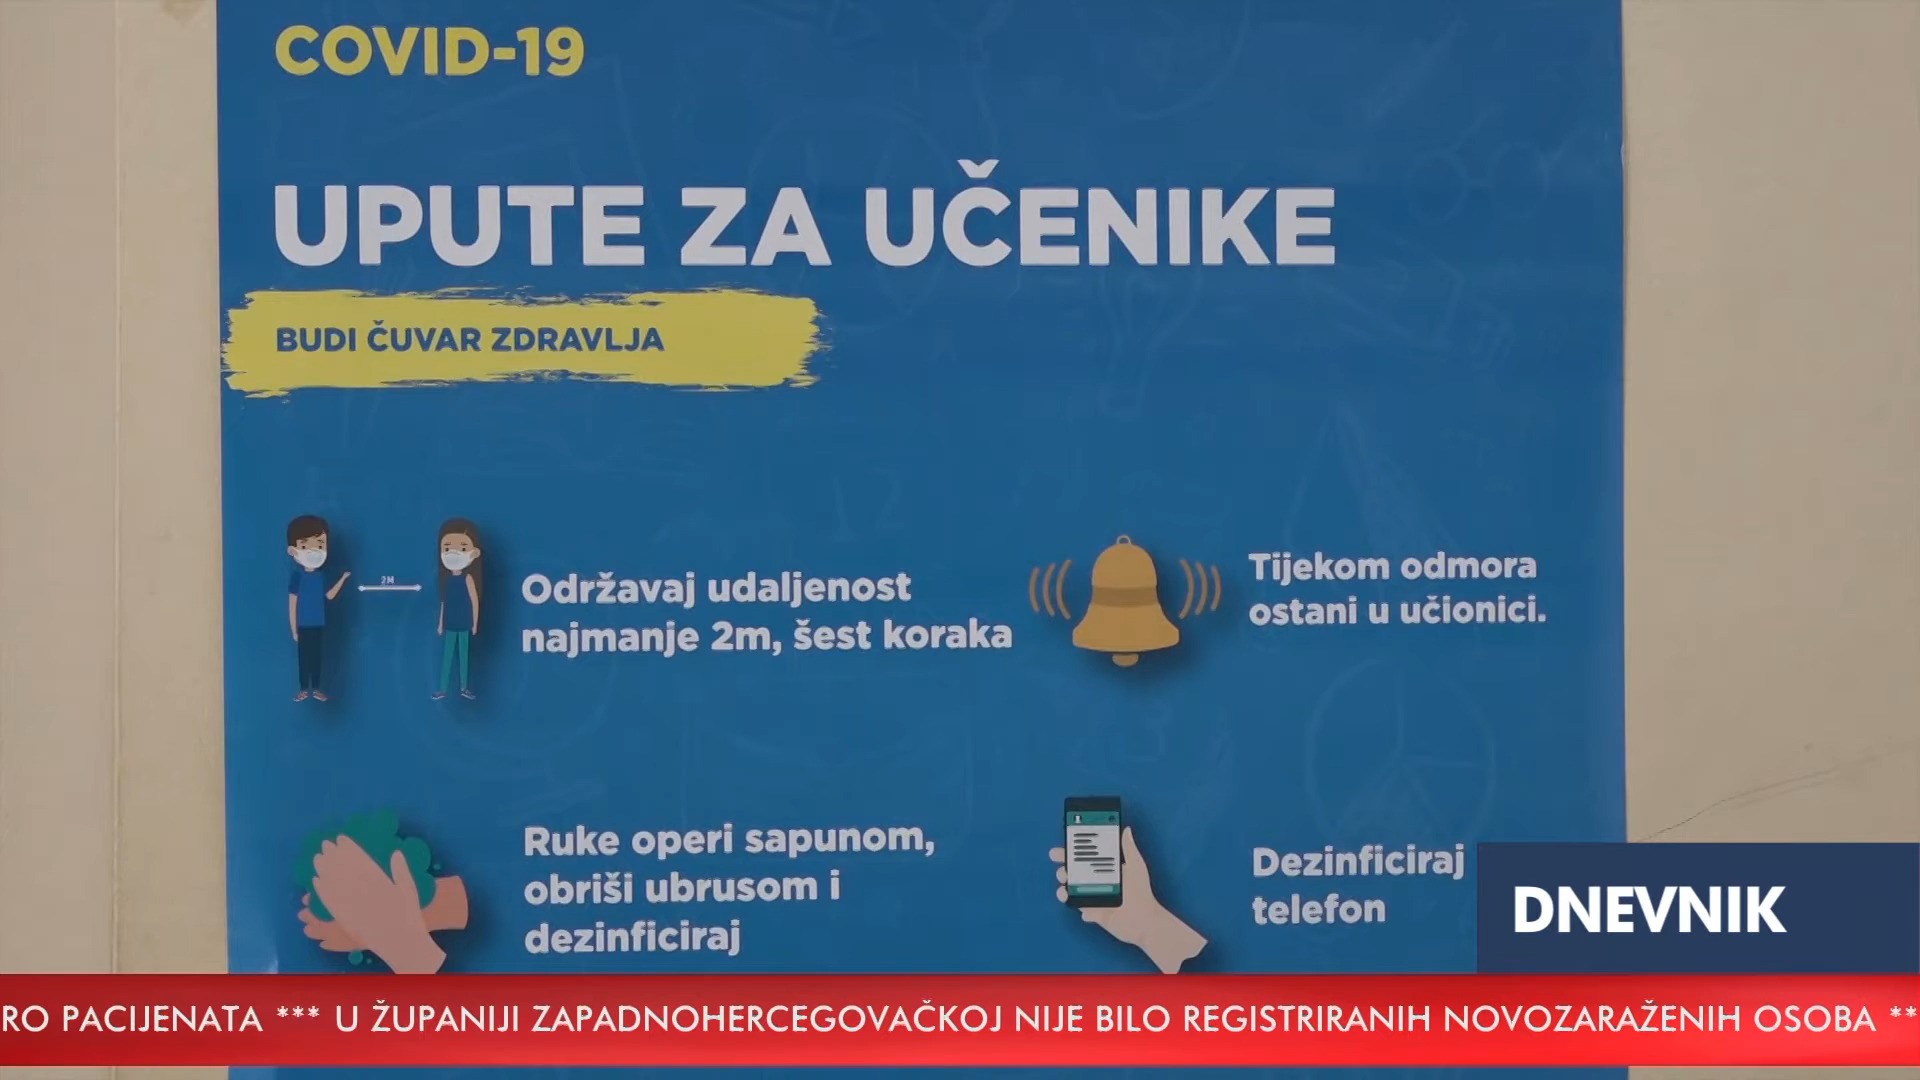 COVID-19
UPUTE ZA UČENIKE
BUDI ČUVAR ZDRAVLJA
2M
Održavaj udaljenost
najmanje 2m, šest koraka
Tijekom odmora
ostani u učionici.
Ruke operi sapunom,
obriši ubrusom i
dezinficiraj
Dezinficiraj
telefon
DNEVNIK
RO PACIJENATA *** U ŽUPANIJI ZAPADNOHERCEGOVAČKOJ NIJE BILO REGISTRIRANIH NOVOZARAŽENIH OSOBA **